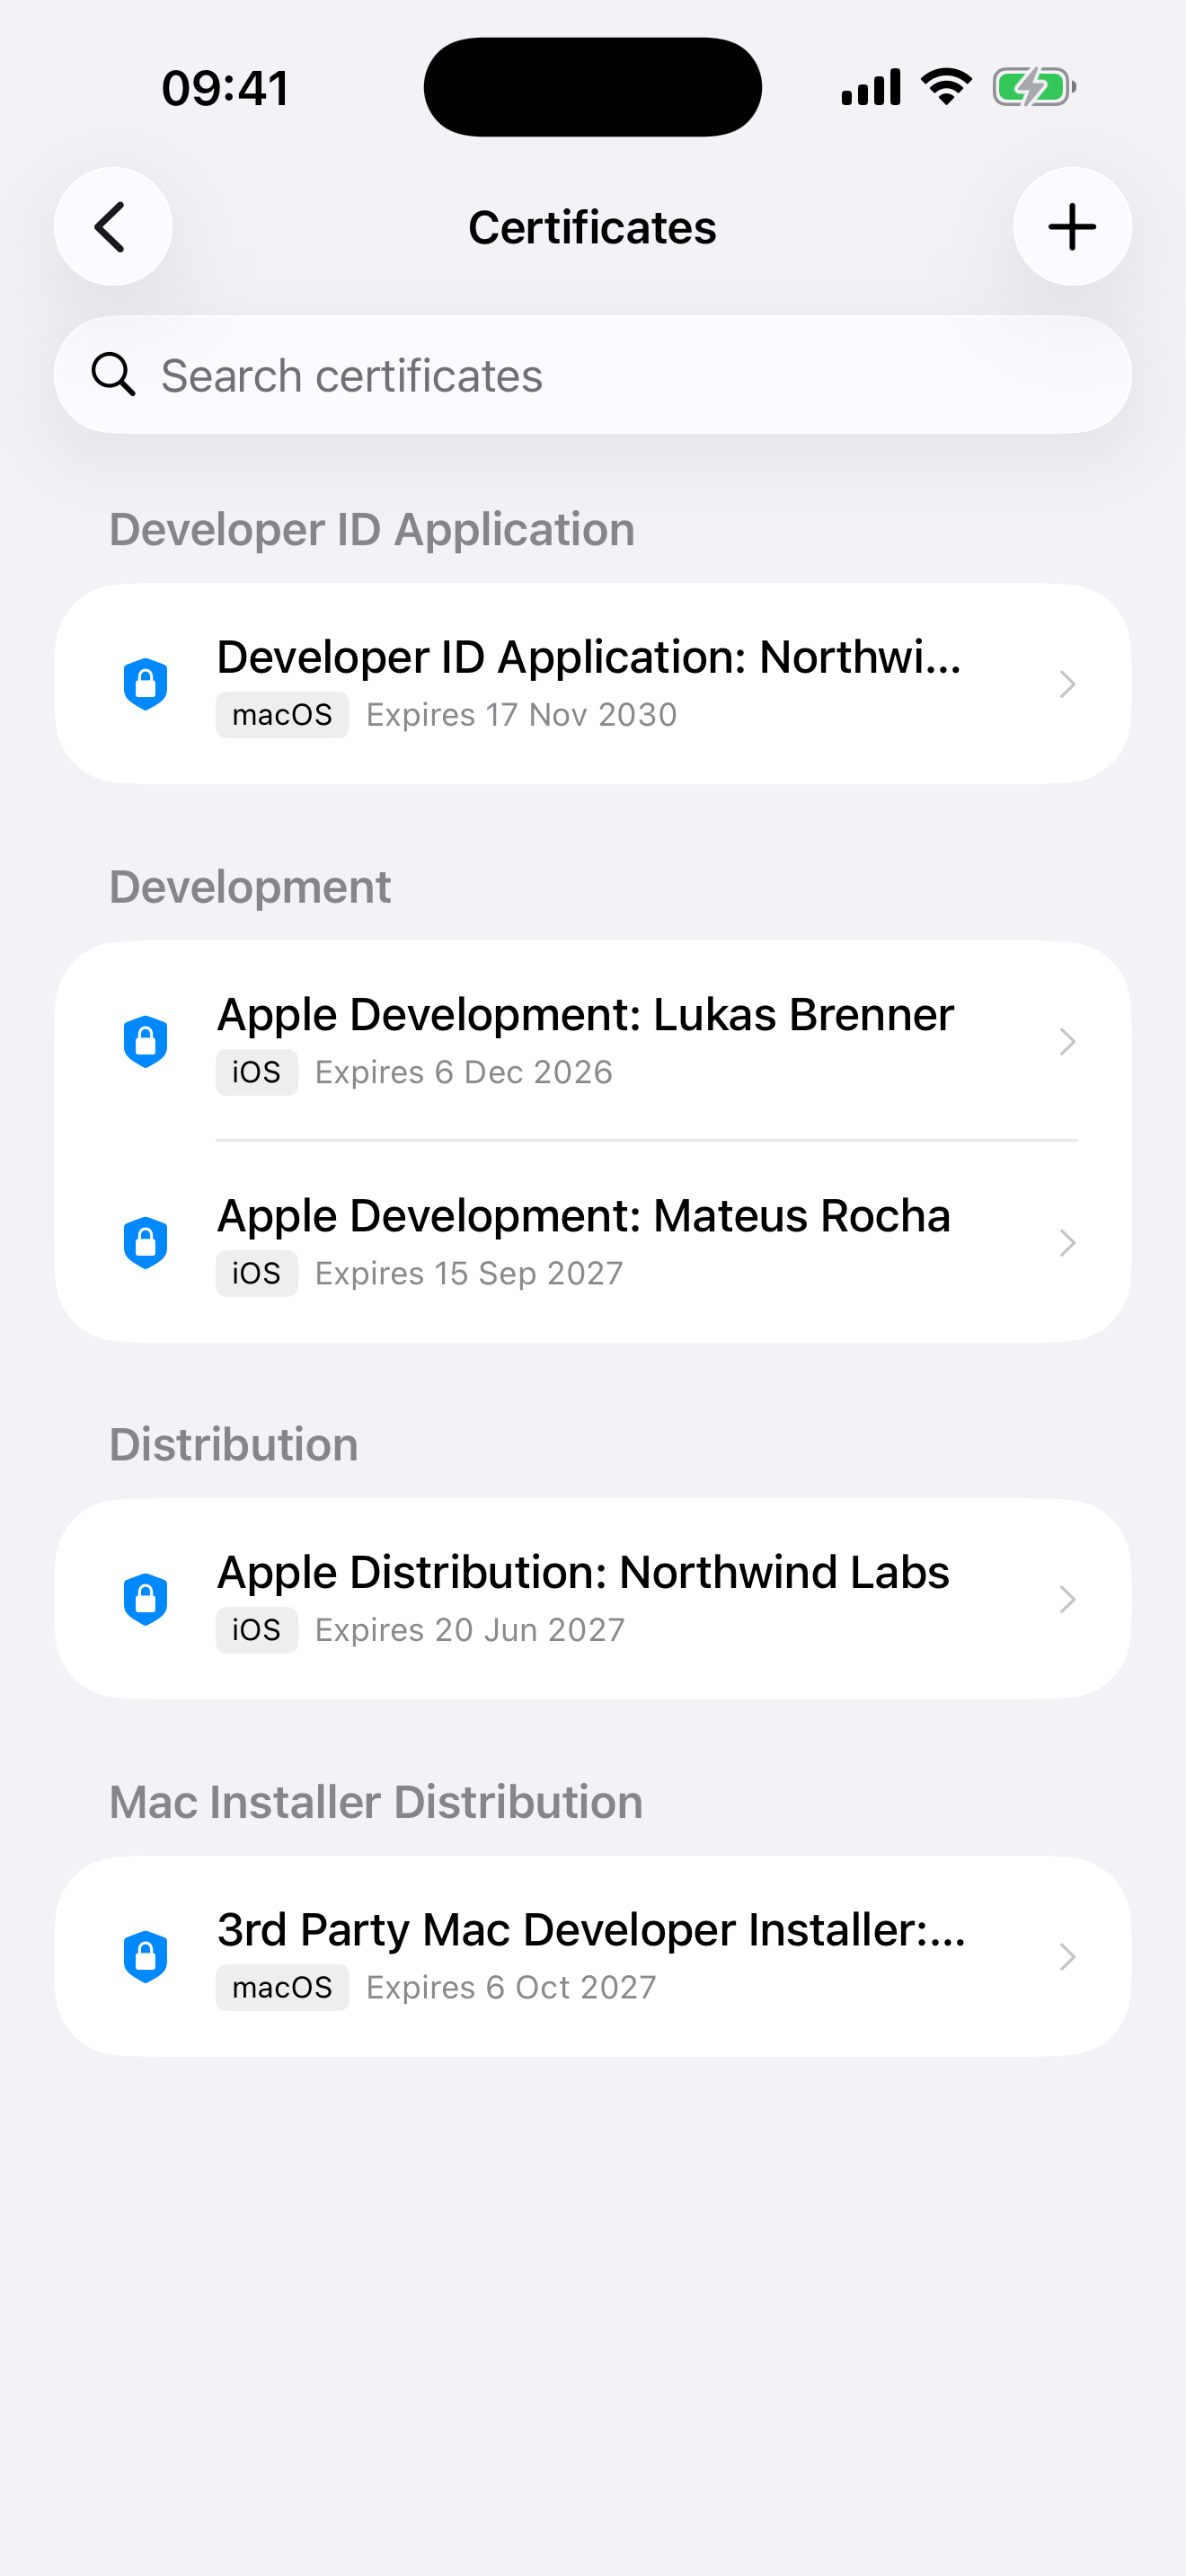 09:41
Certificates
Search certificates
Developer ID Application
Developer ID Application: Northwi...
macOS Expires 17 Nov 2030
Development
Apple Development: Lukas Brenner
iOS Expires 6 Dec 2026
Apple Development: Mateus Rocha
iOS Expires 15 Sep 2027
Distribution
Apple Distribution: Northwind Labs
iOS Expires 20 Jun 2027
Mac Installer Distribution
3rd Party Mac Developer Installer:...
macOS Expires 6 Oct 2027